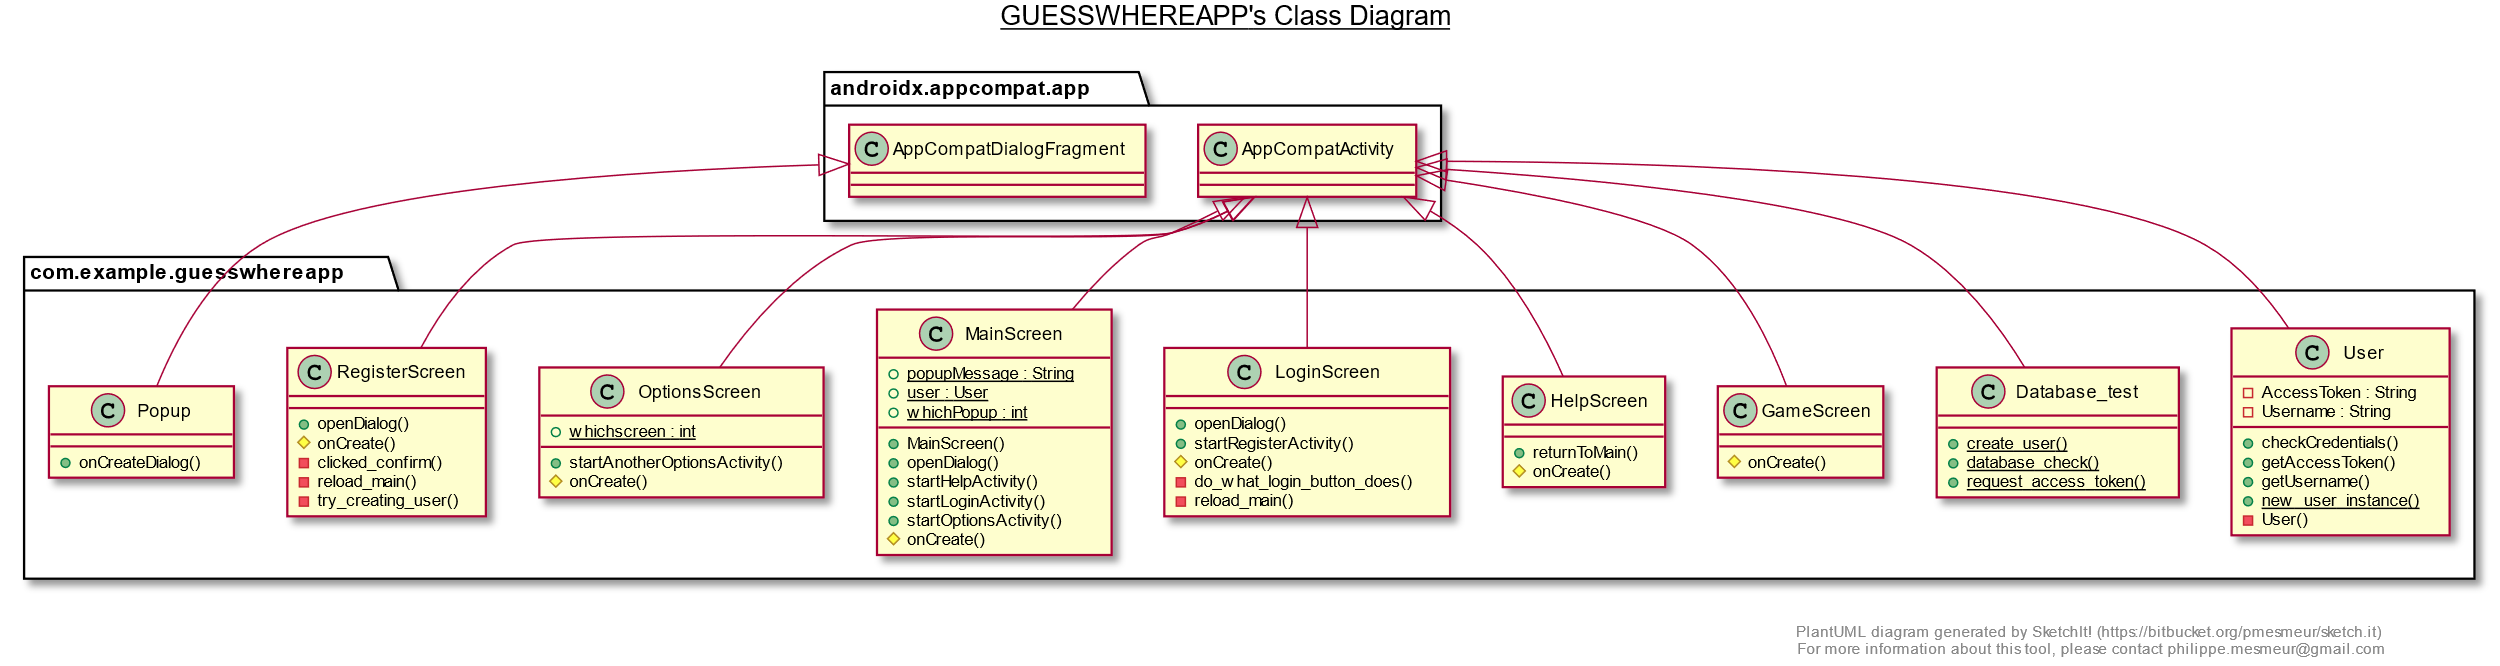 GUESSWHEREAPP's Class Diagram
androidx.appcompat.app
C AppCompatDialogFragment
C AppCompatActivity
com.example.guesswhereapp
C Popup
onCreateDialog()
C RegisterScreen
openDialog()
onCreate()
clicked_confirm()
reload_main()
try_creating_user()
C OptionsScreen
whichscreen : int
startAnotherOptionsActivity()
onCreate()
C MainScreen
popupMessage : String
user : User
whichPopup : int
MainScreen()
openDialog()
startHelpActivity()
startLoginActivity()
startOptionsActivity()
onCreate()
C LoginScreen
openDialog()
startRegisterActivity()
onCreate()
do_what_login_button_does()
reload_main()
C HelpScreen
returnToMain()
onCreate()
C GameScreen
onCreate()
C Database_test
create_user()
database_check()
request_access_token()
C User
AccessToken : String
Username : String
checkCredentials()
getAccessToken()
getUsername()
new_user_instance()
User()
PlantUML diagram generated by SketchIt! (https://bitbucket.org/pmesmeur/sketch.it)
For more information about this tool, please contact philippe.mesmeur@gmail.com